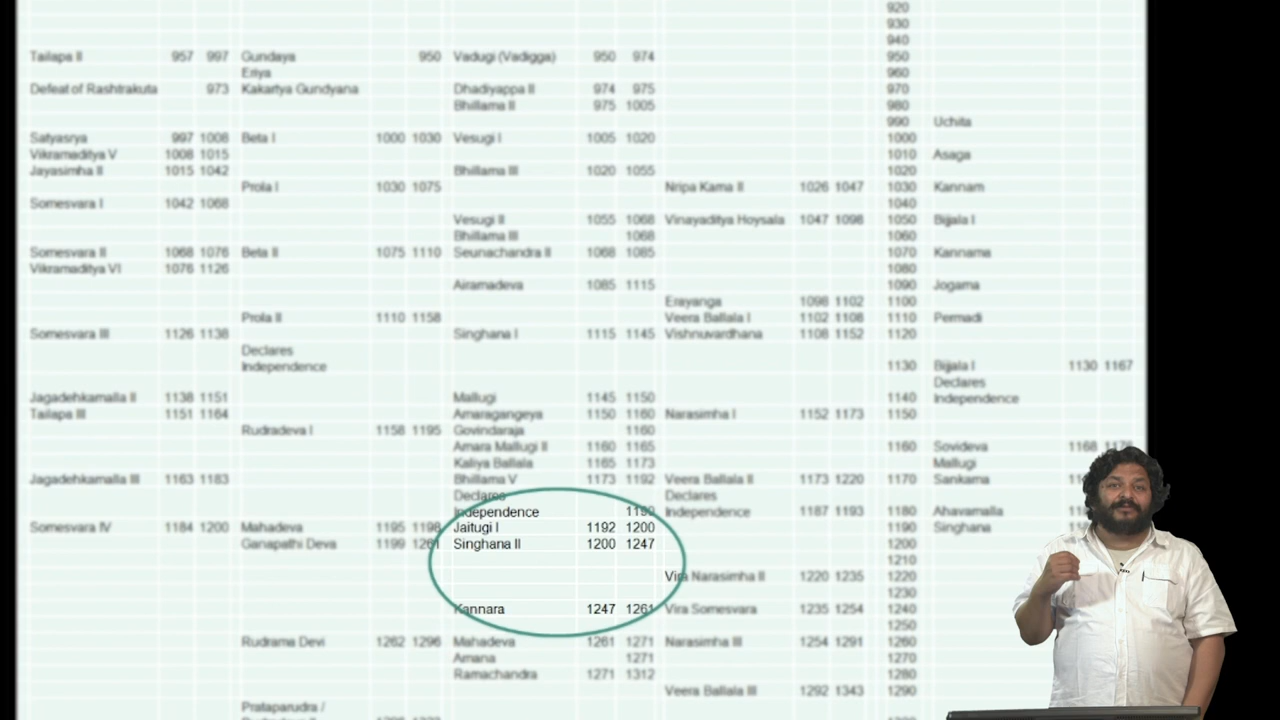 920
930
940
Tailapa II 957 997 Gundaya 950 Vadugi (Vadigga) 950 974 950
Eriya 960
Defeat of Rashtrakuta 973 Kakartya Gundyana Dhadiyappa II 974 975 970
Bhillama II 975 1005 980
990 Uchita
Satyasrya 997 1008 Beta I 1000 1030 Vesugi I 1005 1020 1000
Vikramaditya V 1008 1015 1010 Asaga
Jayasimha II 1015 1042 Bhillama III 1020 1055 1020
Prola I 1030 1075 Nripa Kama II 1026 1047 1030 Kannam
Somesvara I 1042 1068 1040
Vesugi II 1055 1068 Vinayaditya Hoysala 1047 1098 1050 Bijjala I
Bhillama III 1068 1060
Somesvara II 1068 1076 Beta II 1075 1110 Seunachandra II 1068 1085 1070 Kannama
Vikramaditya VI 1076 1126 1080
Airamadeva 1085 1115 1090 Jogama
Erayanga 1098 1102 1100
Prola II 1110 1158 Veera Ballala I 1102 1108 1110 Permadi
Somesvara III 1126 1138 Singhana I 1115 1145 Vishnuvardhana 1108 1152 1120
Declares
Independence 1130 Bijjala I 1130 1167
Declares
Jagadehkamalla II 1138 1151 Mallugi 1145 1150 1140 Independence
Tailapa III 1151 1164 Amaragangeya 1150 1160 Narasimha I 1152 1173 1150
Rudradeva I 1158 1195 Govindaraja 1160
Amara Mallugi II 1160 1165 1160 Sovideva 1168
Kaliya Ballala 1165 1173 Mallugi
Jagadehkamalla III 1163 1183 Bhillama V 1173 1192 Veera Ballala II 1173 1220 1170 Sankama
Declares Declares
Independence Independence 1187 1193 1180 Ahavamalla
Somesvara IV 1184 1200 Mahadeva 1195 1198 Jaitugi I 1192 1200 1190 Singhana
Ganapathi Deva 1199 1261 Singhana II 1200 1247 1200
1210
Vira Narasimha II 1220 1235 1220
1230
Kannara 1247 1261 Vira Somesvara 1235 1254 1240
1250
Rudrama Devi 1262 1296 Mahadeva 1261 1271 Narasimha III 1254 1291 1260
Amana 1271 1270
Ramachandra 1271 1312 1280
Veera Ballala III 1292 1343 1290
Prataparudra /